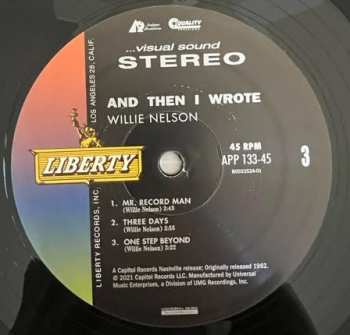 QUALITY
...visual sound
STEREO
LOS ANGELES 28, CALIF.
AND THEN I WROTE
WILLIE NELSON
45 RPM
APP 133-45
3
LIBERTY
LIBERTY RECORDS, INC.
1. MR. RECORD MAN
(Willie Nelson) 2:43
2. THREE DAYS
(Willie Nelson) 2:55
3. ONE STEP BEYOND
(Willie Nelson) 3:22
A Capitol Records Nashville release; Originally released 1962.
© 2021 Capitol Records LLC. Manufactured by Universal
Music Enterprises, a Division of UMG Recordings, Inc.